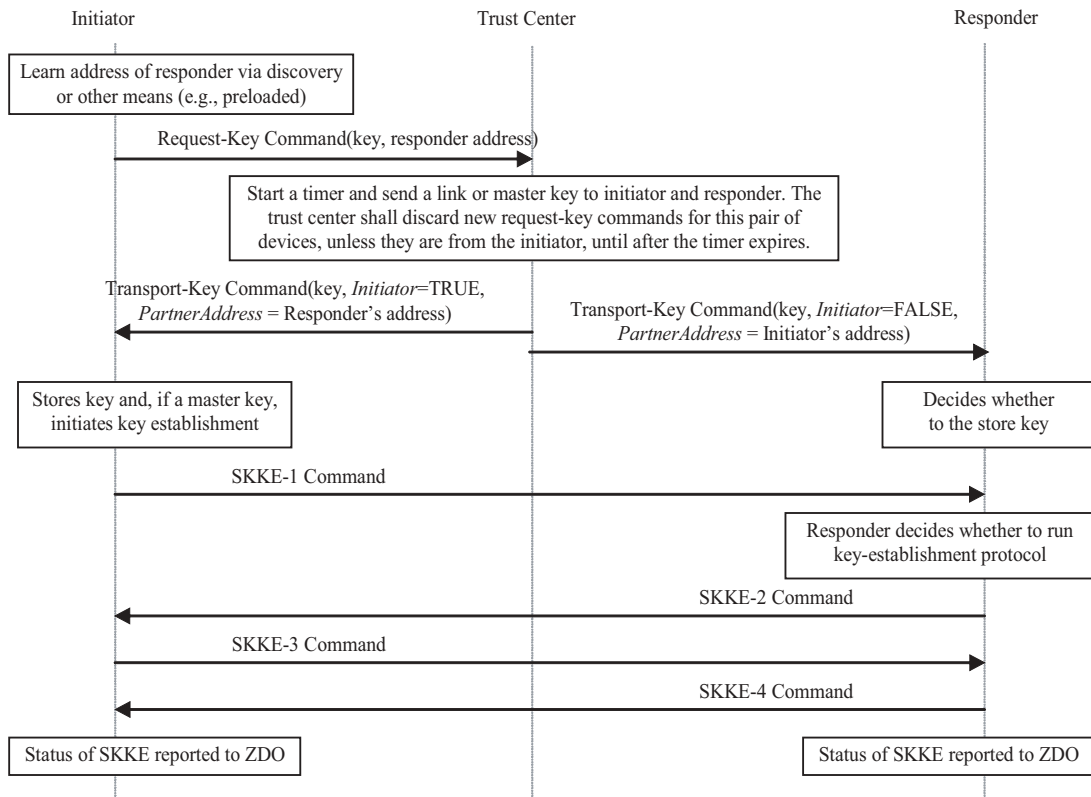 Initiator
Trust Center
Responder
Learn address of responder via discovery
or other means (e.g., preloaded)
Request-Key Command(key, responder address)
Start a timer and send a link or master key to initiator and responder. The
trust center shall discard new request-key commands for this pair of
devices, unless they are from the initiator, until after the timer expires.
Transport-Key Command(key, Initiator=TRUE,
PartnerAddress = Responder's address)
Transport-Key Command(key, Initiator=FALSE,
PartnerAddress = Initiator's address)
Stores key and, if a master key,
initiates key establishment
Decides whether
to the store key
SKKE-1 Command
Responder decides whether to run
key-establishment protocol
SKKE-2 Command
SKKE-3 Command
SKKE-4 Command
Status of SKKE reported to ZDO
Status of SKKE reported to ZDO